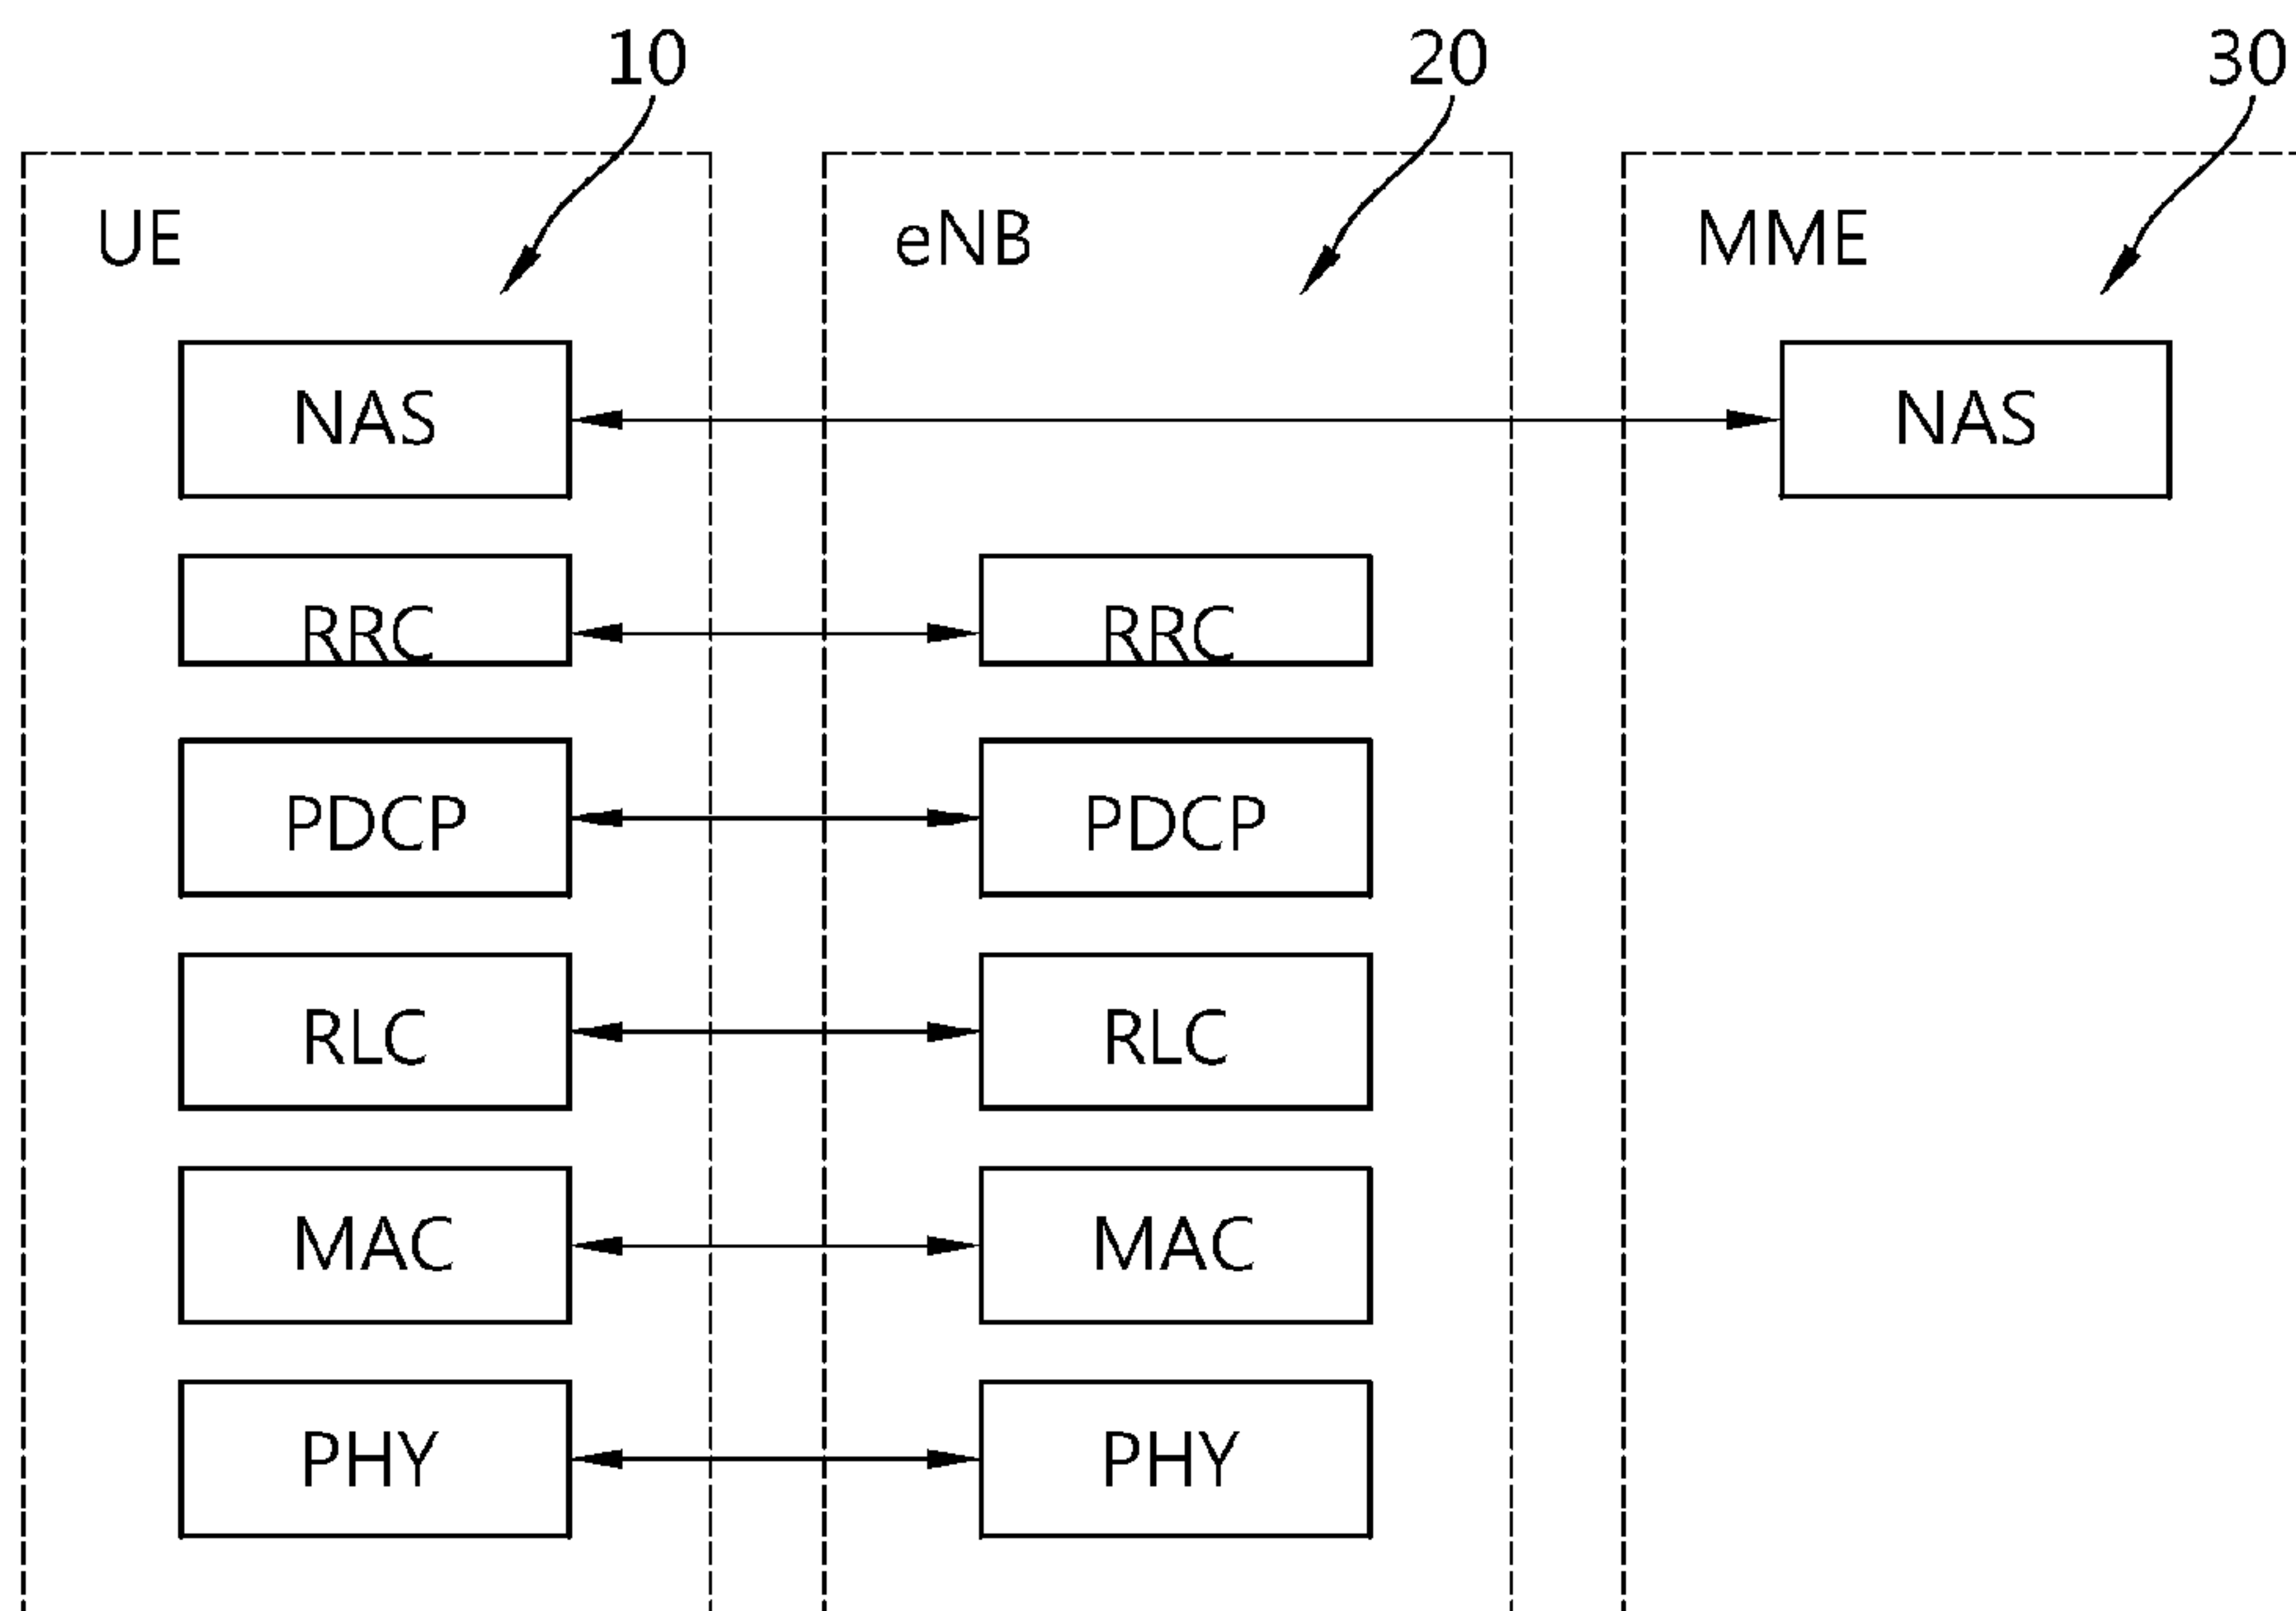 10 20 30
UE eNB MME
NAS NAS
RRC RRC
PDCP PDCP
RLC RLC
MAC MAC
PHY PHY